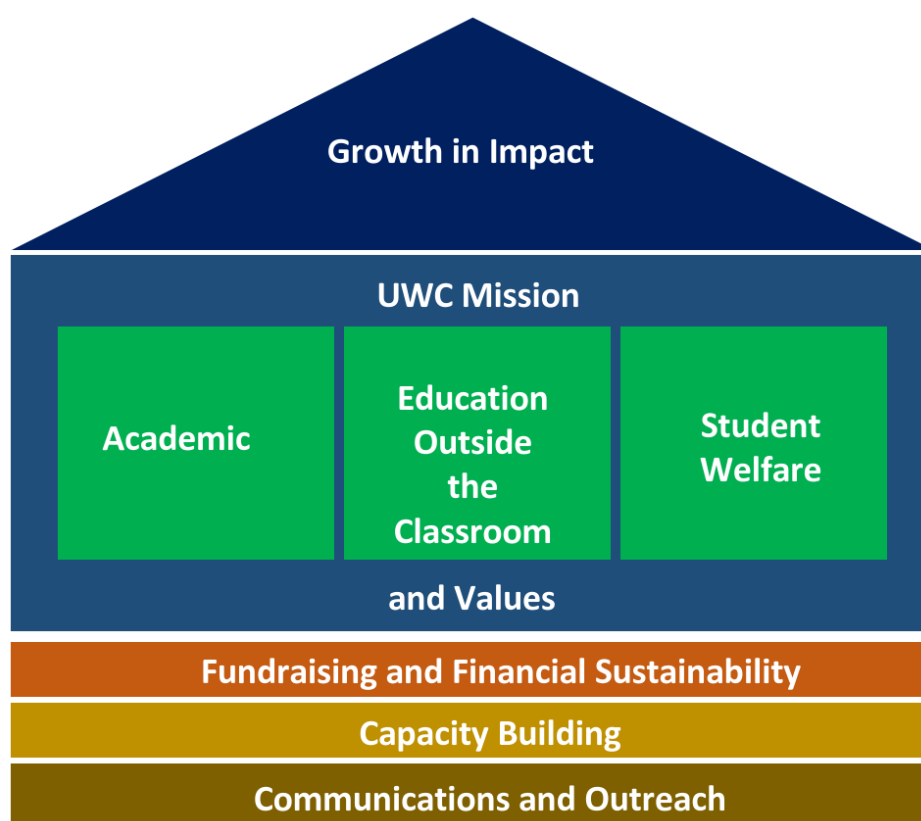 Growth in Impact
UWC Mission
Academic
Education
Outside
the
Classroom
Student
Welfare
and Values
Fundraising and Financial Sustainability
Capacity Building
Communications and Outreach